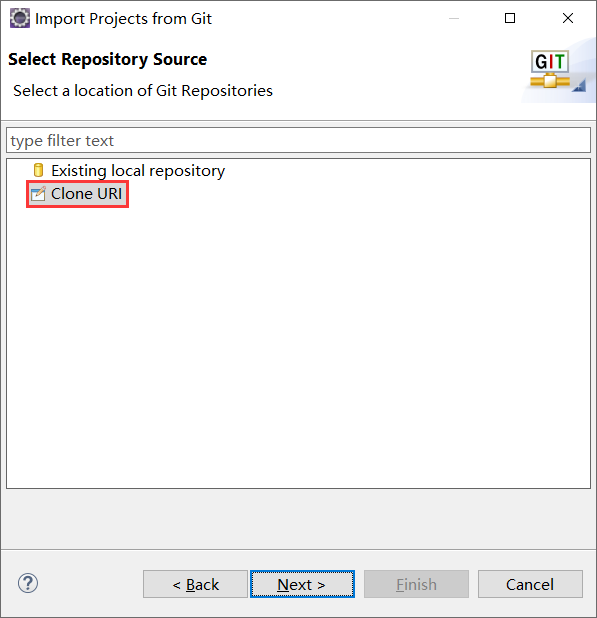 Import Projects from Git
Select Repository Source
Select a location of Git Repositories
GIT
type filter text
Existing local repository
Clone URI
?
< Back
Next >
Finish
Cancel